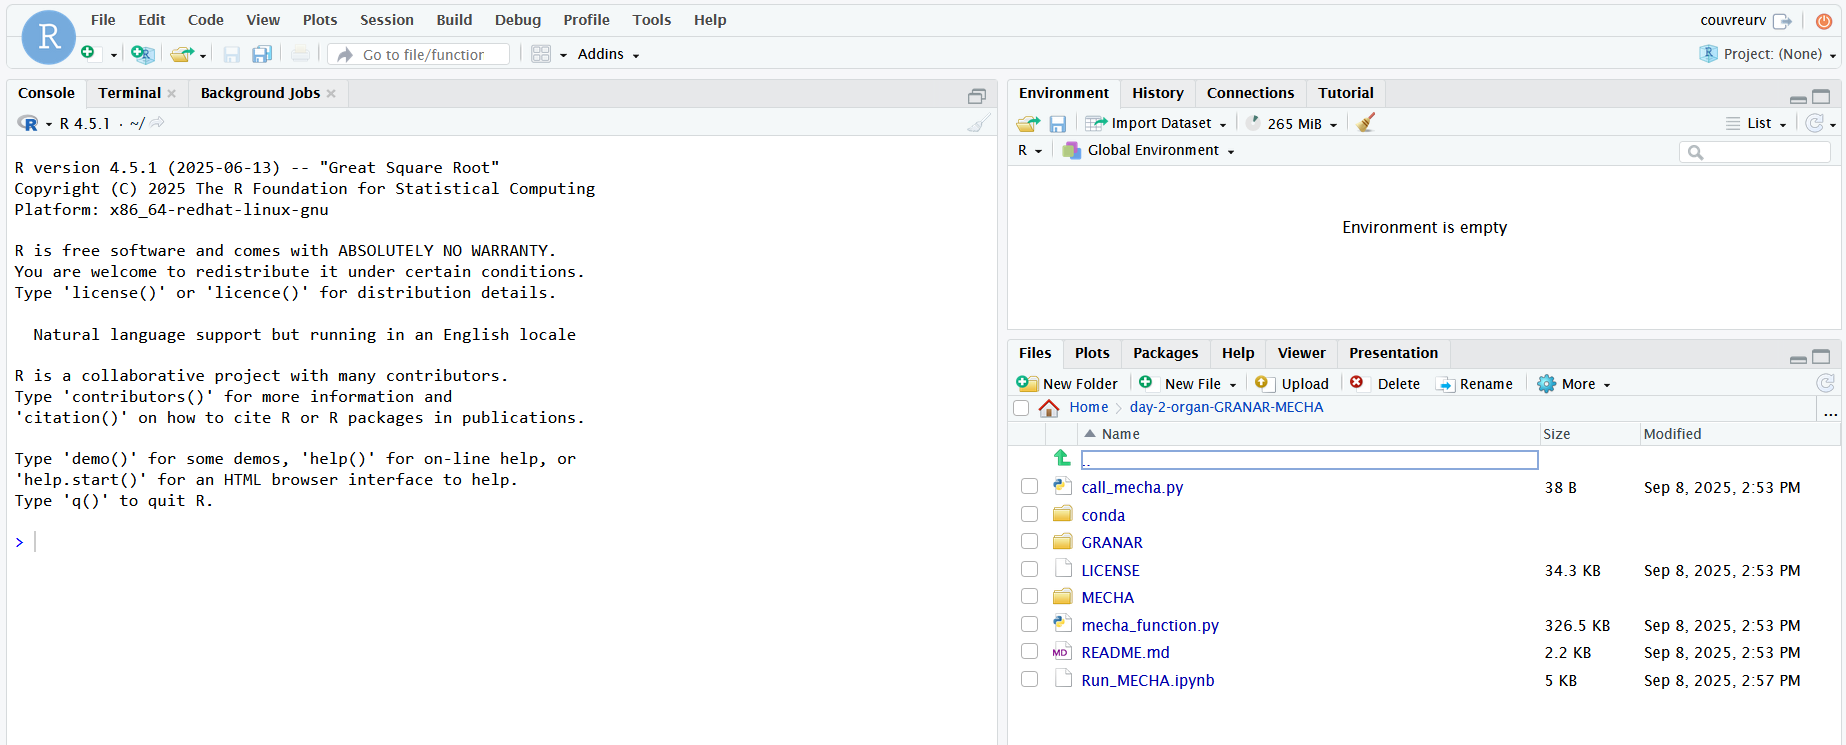 R
File Edit Code View Plots Session Build Debug Profile Tools Help
couvreurv
Go to file/functior
Addins
Project: (None)
Console Terminal Background Jobs
R 4.5.1 · ~/
R version 4.5.1 (2025-06-13) -- "Great Square Root"
Copyright (C) 2025 The R Foundation for Statistical Computing
Platform: x86_64-redhat-linux-gnu
R is free software and comes with ABSOLUTELY NO WARRANTY.
You are welcome to redistribute it under certain conditions.
Type 'license()' or 'licence()' for distribution details.
Natural language support but running in an English locale
R is a collaborative project with many contributors.
Type 'contributors()' for more information and
'citation()' on how to cite R or R packages in publications.
Type 'demo()' for some demos, 'help()' for on-line help, or
'help.start()' for an HTML browser interface to help.
Type 'q()' to quit R.
>
Environment History Connections Tutorial
Import Dataset 265 MiB List
R Global Environment
Environment is empty
Files Plots Packages Help Viewer Presentation
New Folder New File Upload Delete Rename More
Home day-2-organ-GRANAR-MECHA ...
Name Size Modified
..
call_mecha.py 38 B Sep 8, 2025, 2:53 PM
conda
GRANAR
LICENSE 34.3 KB Sep 8, 2025, 2:53 PM
MECHA
mecha_function.py 326.5 KB Sep 8, 2025, 2:53 PM
README.md 2.2 KB Sep 8, 2025, 2:53 PM
Run_MECHA.ipynb 5 KB Sep 8, 2025, 2:57 PM